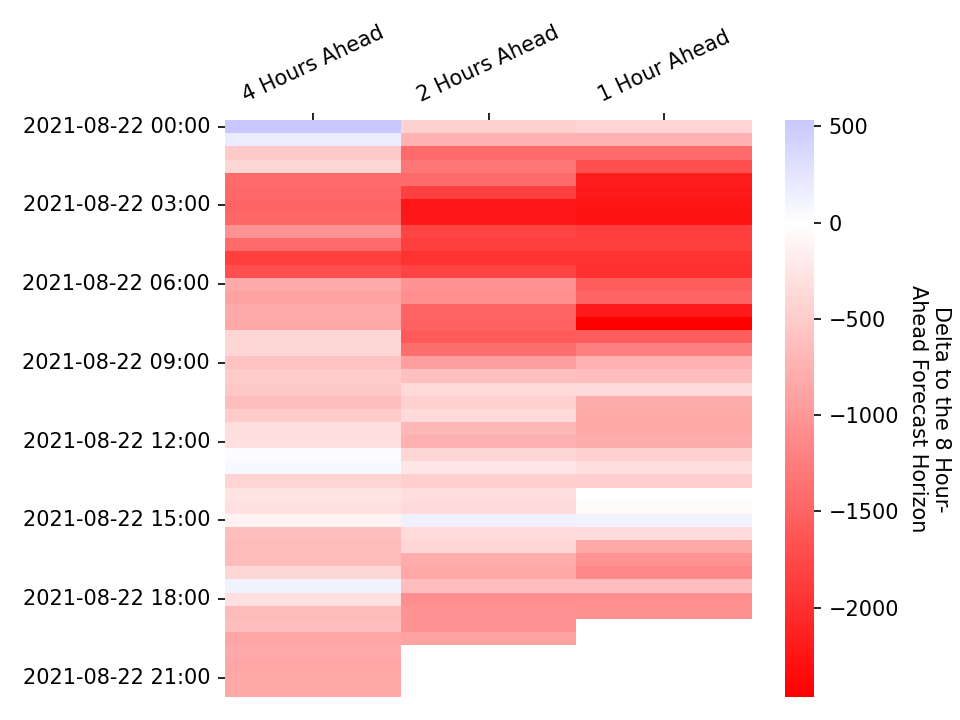 4 Hours Ahead
2 Hours Ahead
1 Hour Ahead
2021-08-22 00:00
2021-08-22 03:00
2021-08-22 06:00
2021-08-22 09:00
2021-08-22 12:00
2021-08-22 15:00
2021-08-22 18:00
2021-08-22 21:00
500
0
−500
−1000
−1500
−2000
Delta to the 8 Hour-
Ahead Forecast Horizon